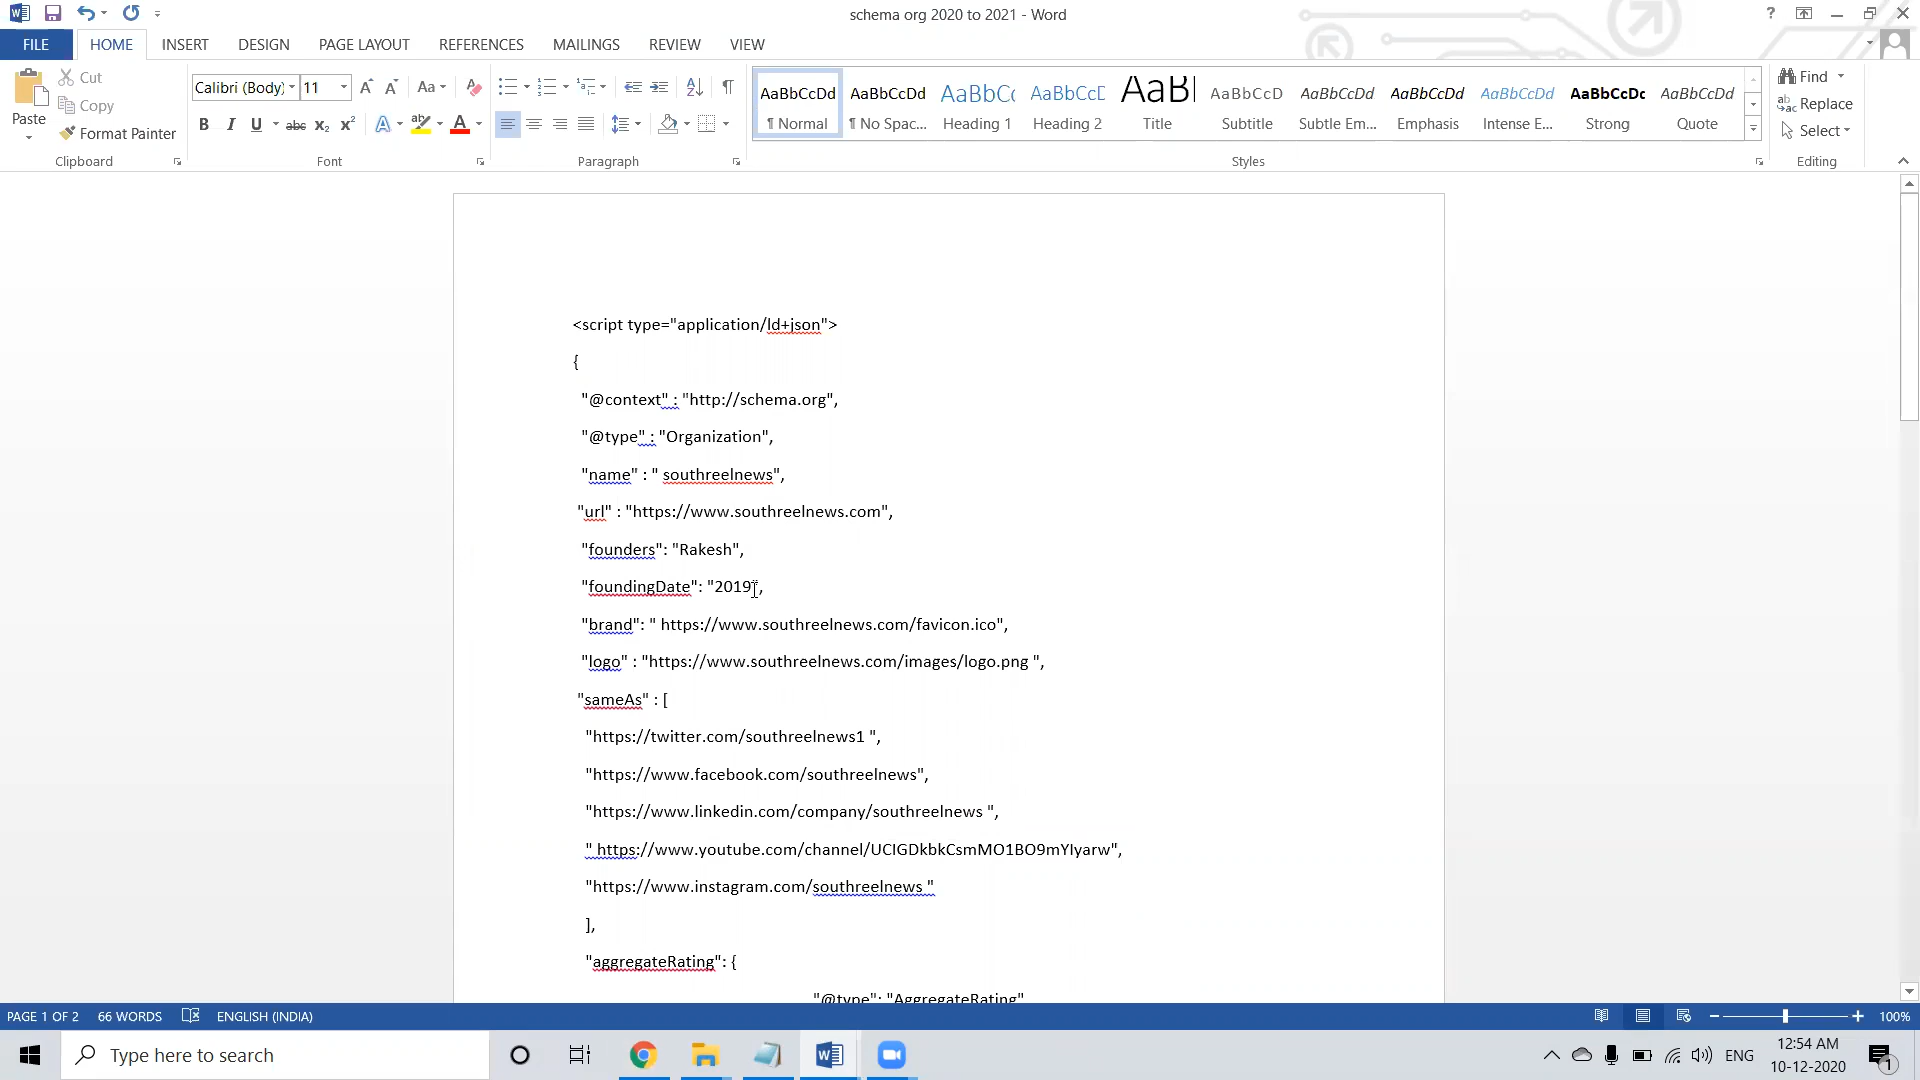 schema org 2020 to 2021 - Word
FILE HOME INSERT DESIGN PAGE LAYOUT REFERENCES MAILINGS REVIEW VIEW
Paste Cut Copy Format Painter
Clipboard
Calibri (Body) 11
Font
Paragraph
AaBbCcDd AaBbCcDd AaBbC AaBbCcD AaB AaBbCcD AaBbCcDd AaBbCcDd AaBbCcDd AaBbCcDc AaBbCcDd
¶ Normal ¶ No Spac... Heading 1 Heading 2 Title Subtitle Subtle Em... Emphasis Intense E... Strong Quote
Styles
Find
Replace
Select
Editing
<script type="application/ld+json">
{
"@context" : "http://schema.org",
"@type" : "Organization",
"name" : " southreelnews",
"url" : "https://www.southreelnews.com",
"founders": "Rakesh",
"foundingDate": "2019",
"brand": " https://www.southreelnews.com/favicon.ico",
"logo" : "https://www.southreelnews.com/images/logo.png ",
"sameAs" : [
"https://twitter.com/southreelnews1 ",
"https://www.facebook.com/southreelnews",
"https://www.linkedin.com/company/southreelnews ",
" https://www.youtube.com/channel/UCIGDkbkCsmMO1BO9mYIyarw",
"https://www.instagram.com/southreelnews "
],
"aggregateRating": {
"@type": "AggregateRating"
PAGE 1 OF 2 66 WORDS ENGLISH (INDIA) 100%
Type here to search
ENG
12:54 AM
10-12-2020
1